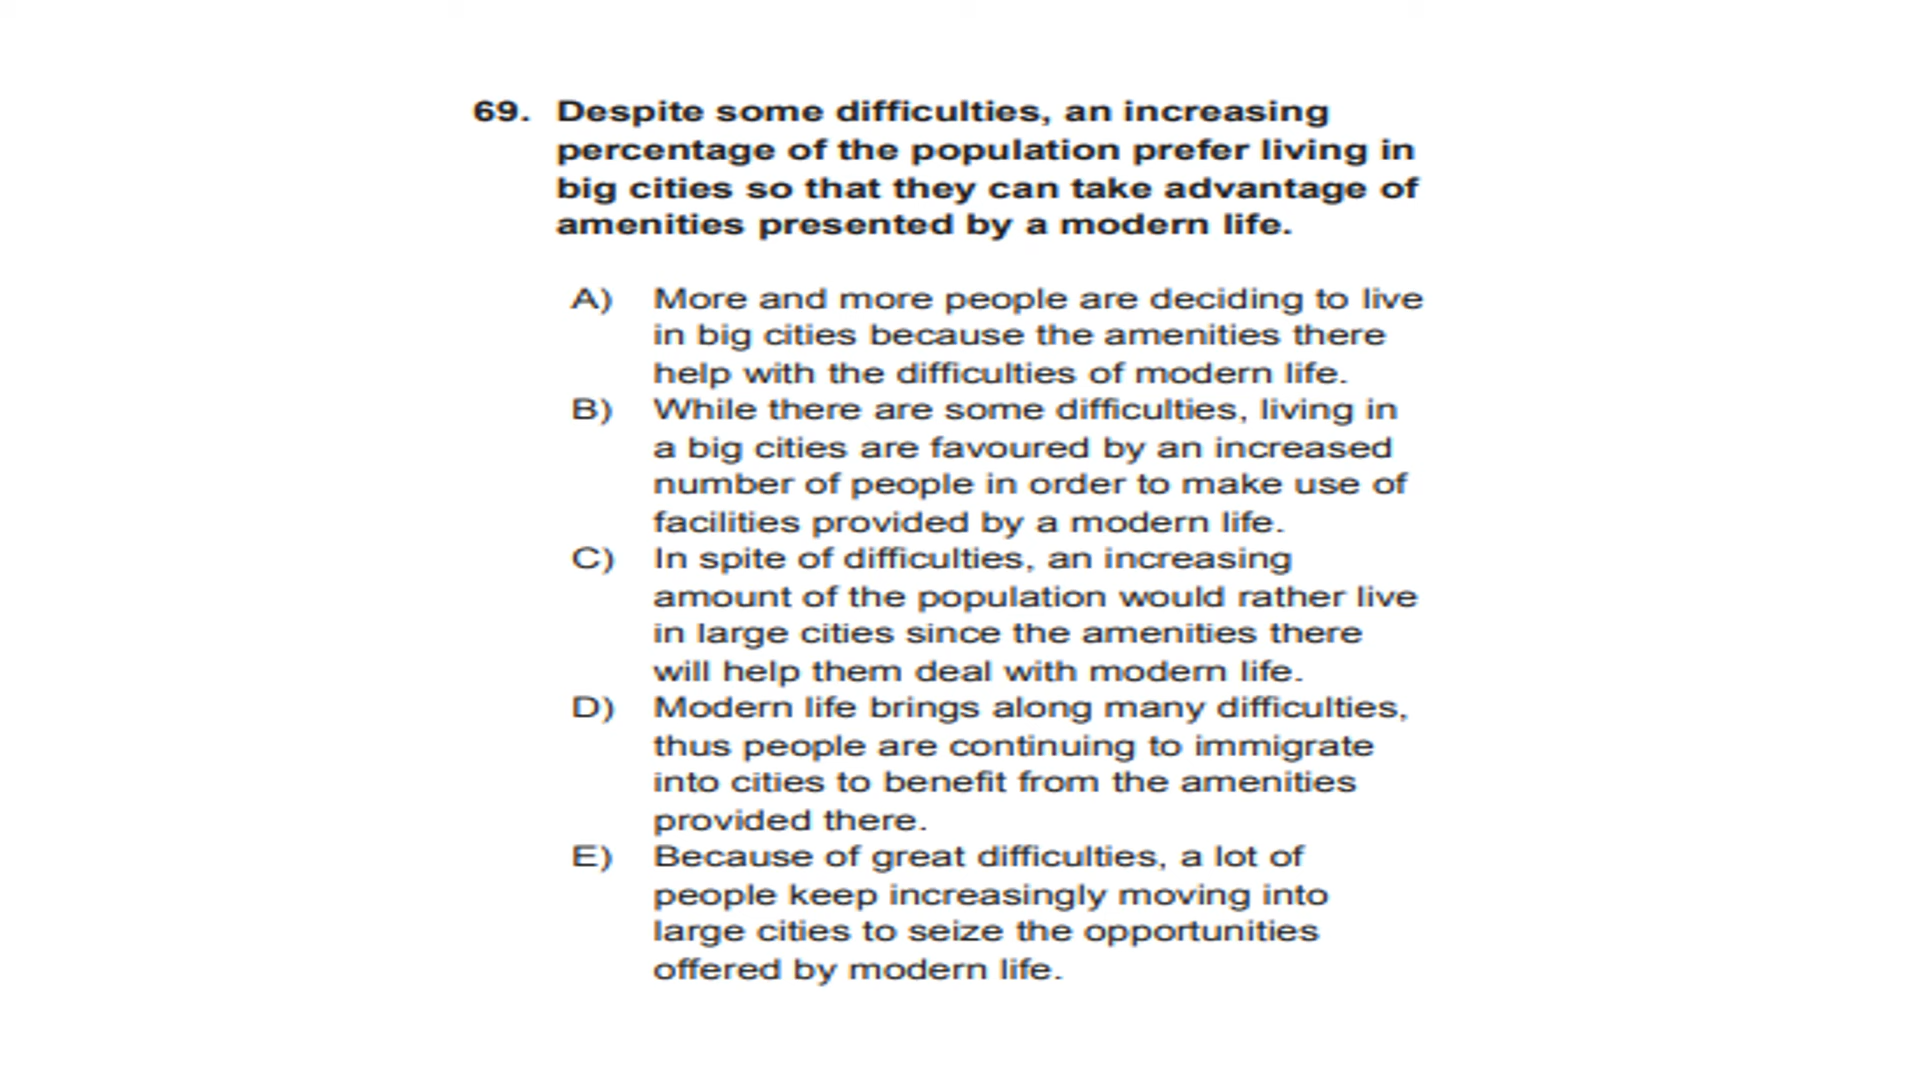 69. Despite some difficulties, an increasing
percentage of the population prefer living in
big cities so that they can take advantage of
amenities presented by a modern life.
A) More and more people are deciding to live
in big cities because the amenities there
help with the difficulties of modern life.
B) While there are some difficulties, living in
a big cities are favoured by an increased
number of people in order to make use of
facilities provided by a modern life.
C) In spite of difficulties, an increasing
amount of the population would rather live
in large cities since the amenities there
will help them deal with modern life.
D) Modern life brings along many difficulties,
thus people are continuing to immigrate
into cities to benefit from the amenities
provided there.
E) Because of great difficulties, a lot of
people keep increasingly moving into
large cities to seize the opportunities
offered by modern life.